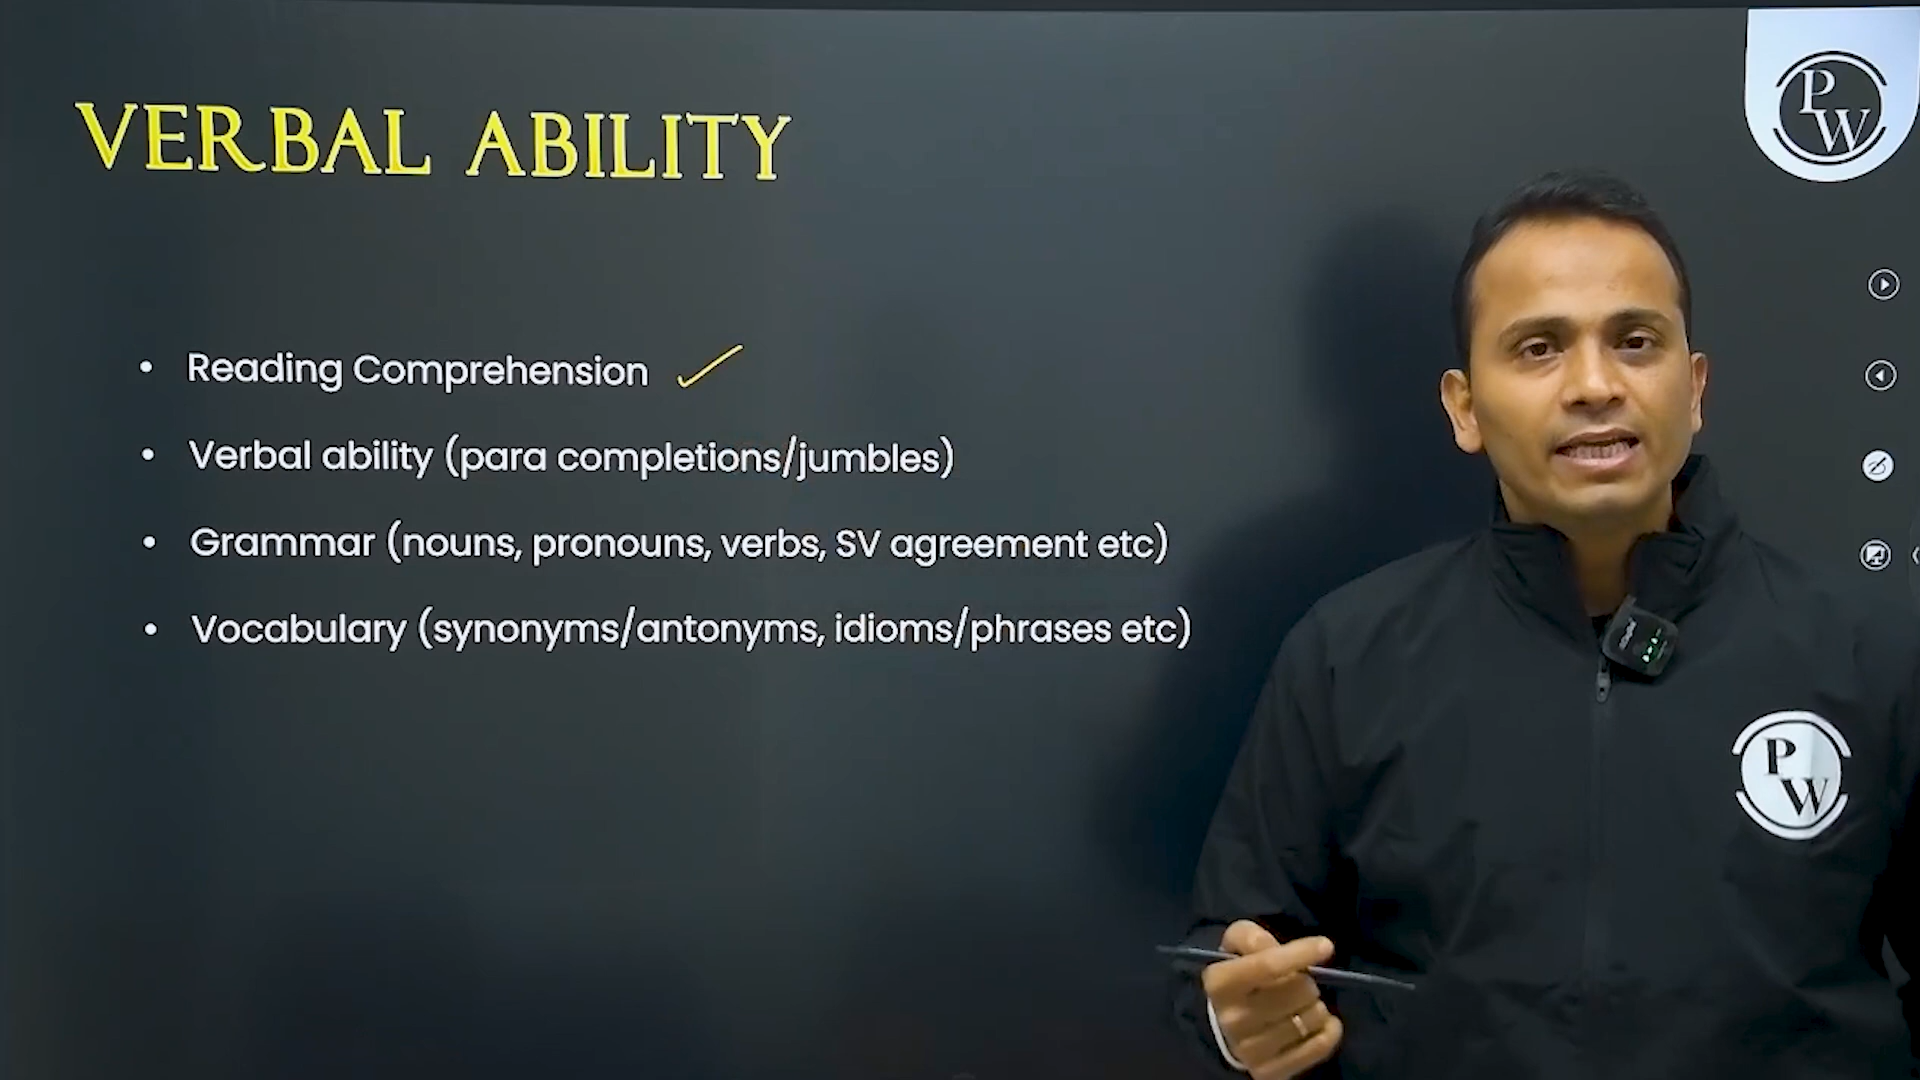 VERBAL ABILITY
PW
• Reading Comprehension
• Verbal ability (para completions/jumbles)
• Grammar (nouns, pronouns, verbs, SV agreement etc)
• Vocabulary (synonyms/antonyms, idioms/phrases etc)
PW